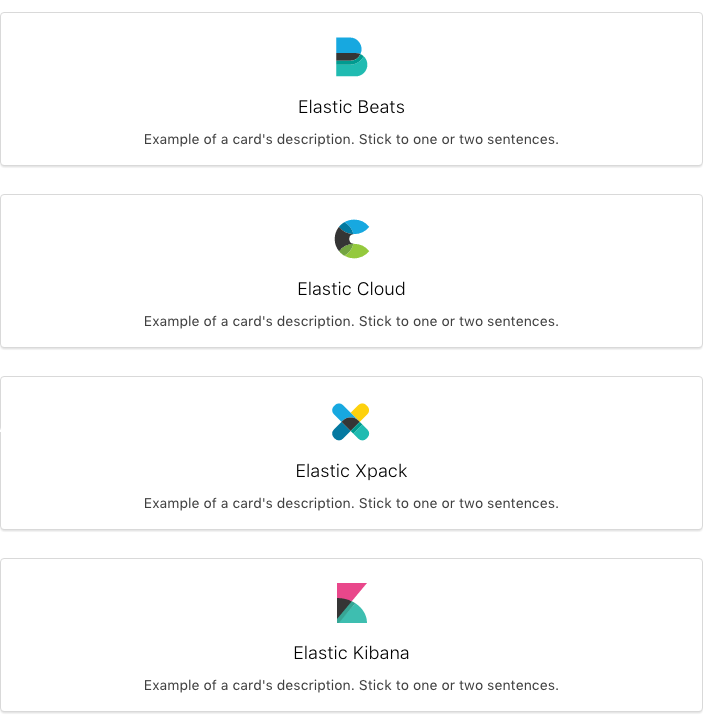 Elastic Beats
Example of a card's description. Stick to one or two sentences.
Elastic Cloud
Example of a card's description. Stick to one or two sentences.
Elastic Xpack
Example of a card's description. Stick to one or two sentences.
Elastic Kibana
Example of a card's description. Stick to one or two sentences.